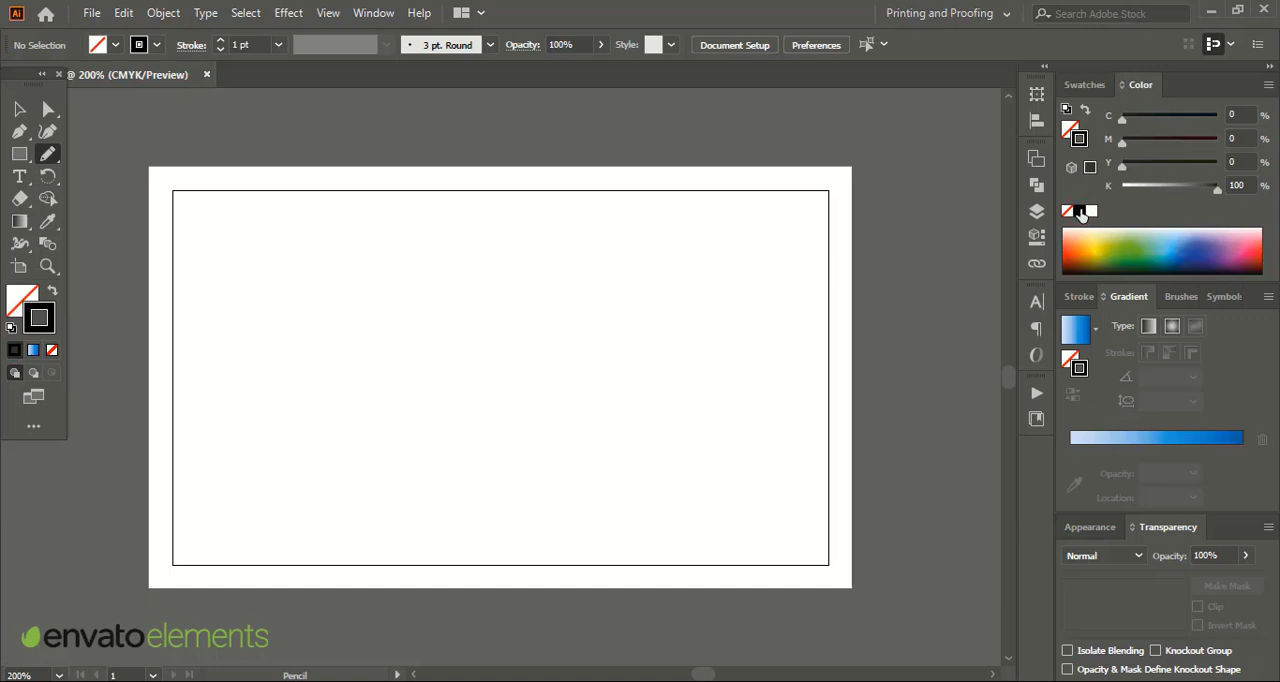 Ai File Edit Object Type Select Effect View Window Help Printing and Proofing Search Adobe Stock
No Selection Stroke: 1 pt 3 pt. Round Opacity: 100% Style: Document Setup Preferences
@ 200% (CMYK/Preview)
Swatches Color
C 0 %
M 0 %
Y 0 %
K 100 %
Stroke Gradient Brushes Symbols
Type:
Stroke:
Opacity:
Location:
Appearance Transparency
Normal Opacity: 100%
Make Mask
Clip
Invert Mask
Isolate Blending Knockout Group
Opacity & Mask Define Knockout Shape
envatoelements
200% 1 Pencil